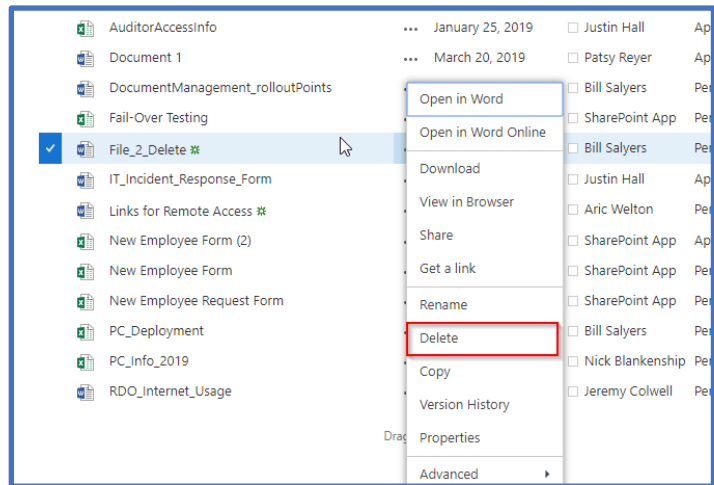 AuditorAccessInfo ... January 25, 2019 Justin Hall Ap
Document 1 ... March 20, 2019 Patsy Reyer Ap
DocumentManagement_rolloutPoints Bill Salyers Per
Fail-Over Testing SharePoint App Per
File_2_Delete Bill Salyers Per
IT_Incident_Response_Form Justin Hall Ap
Links for Remote Access Aric Welton Per
New Employee Form (2) SharePoint App Ap
New Employee Form SharePoint App Per
New Employee Request Form SharePoint App Per
PC_Deployment Bill Salyers Per
PC_Info_2019 Nick Blankenship Per
RDO_Internet_Usage Jeremy Colwell Per
Drag
Open in Word
Open in Word Online
Download
View in Browser
Share
Get a link
Rename
Delete
Copy
Version History
Properties
Advanced